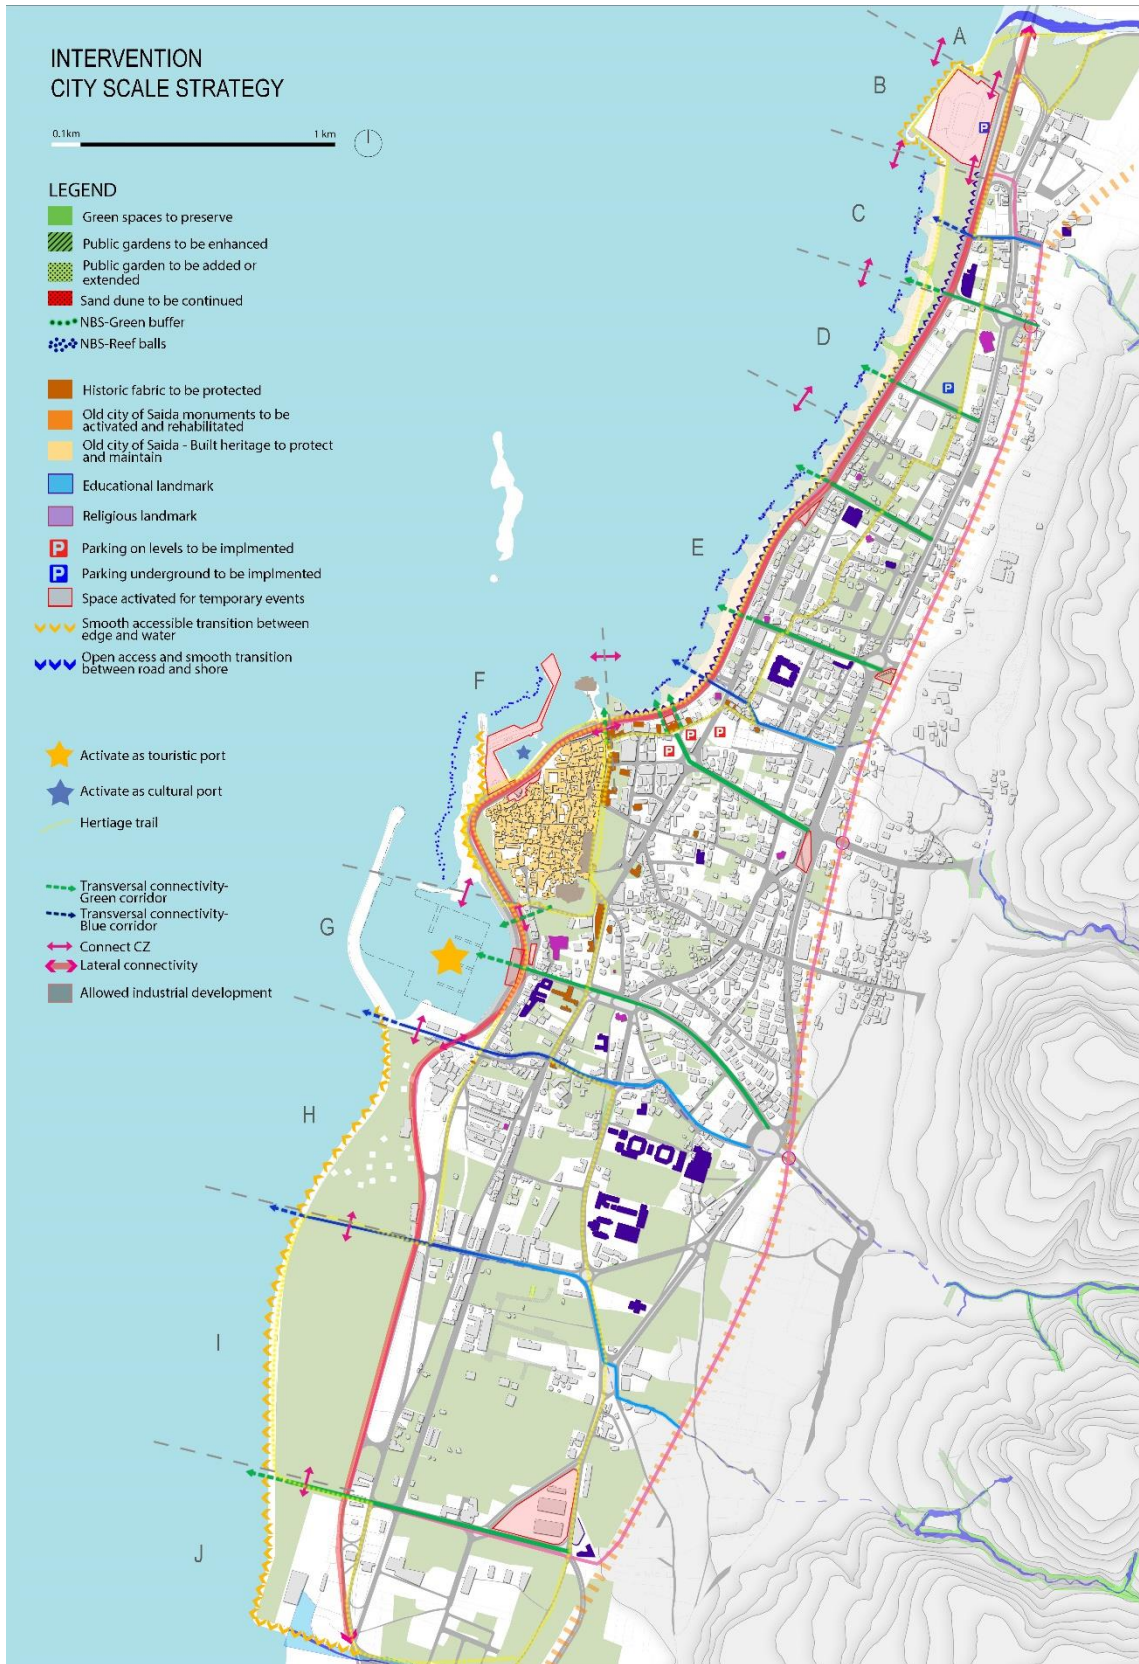 INTERVENTION
CITY SCALE STRATEGY
0.1km 1 km
LEGEND
Green spaces to preserve
Public gardens to be enhanced
Public garden to be added or
extended
Sand dune to be continued
NBS-Green buffer
NBS-Reef balls
Historic fabric to be protected
Old city of Saida monuments to be
activated and rehabilitated
Old city of Saida - Built heritage to protect
and maintain
Educational landmark
Religious landmark
P Parking on levels to be implmented
P Parking underground to be implmented
Space activated for temporary events
Smooth accessible transition between
edge and water
Open access and smooth transition
between road and shore
Activate as touristic port
Activate as cultural port
Hertiage trail
Transversal connectivity-
Green corridor
Transversal connectivity-
Blue corridor
Connect CZ
Lateral connectivity
Allowed industrial development
A
B
P
C
D
P
E
F
P
P
P
G
H
I
J